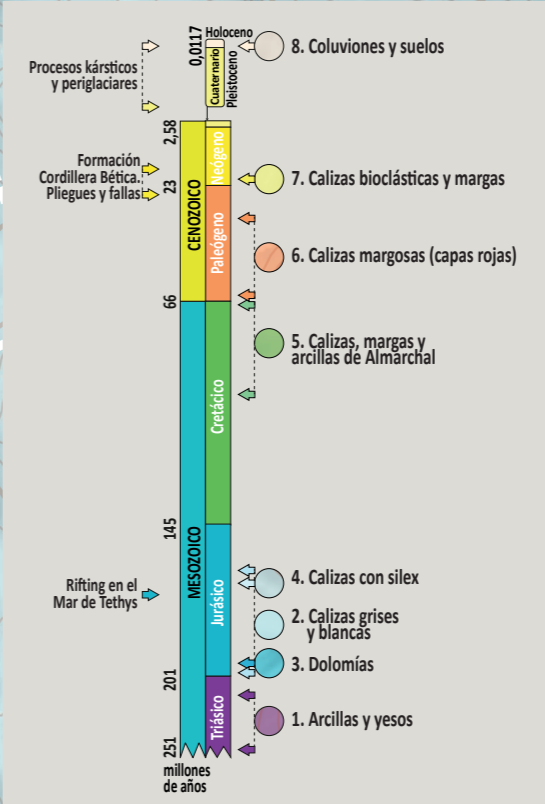 0,0117
Holoceno
Cuaternario
Pleistoceno
8. Coluviones y suelos
Procesos kársticos
y periglaciares
2,58
Formación
Cordillera Bética.
Pliegues y fallas
23
CENOZOICO
Neógeno
7. Calizas bioclásticas y margas
Paleógeno
6. Calizas margosas (capas rojas)
66
5. Calizas, margas y
arcillas de Almarchal
Cretácico
145
MESOZOICO
4. Calizas con silex
Rifting en el
Mar de Tethys
Jurásico
2. Calizas grises
y blancas
3. Dolomías
201
Triásico
1. Arcillas y yesos
251
millones
de años